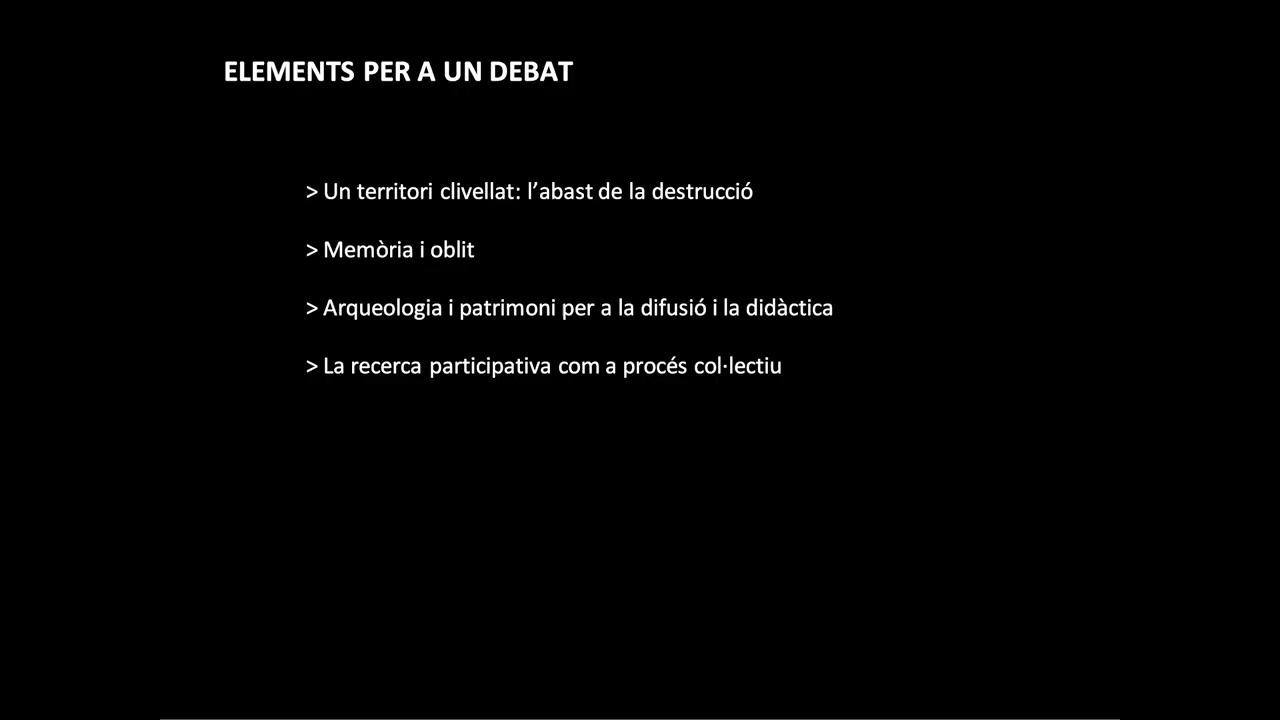 ELEMENTS PER A UN DEBAT
> Un territori clivellat: l’abast de la destrucció
> Memòria i oblit
> Arqueologia i patrimoni per a la difusió i la didàctica
> La recerca participativa com a procés col·lectiu